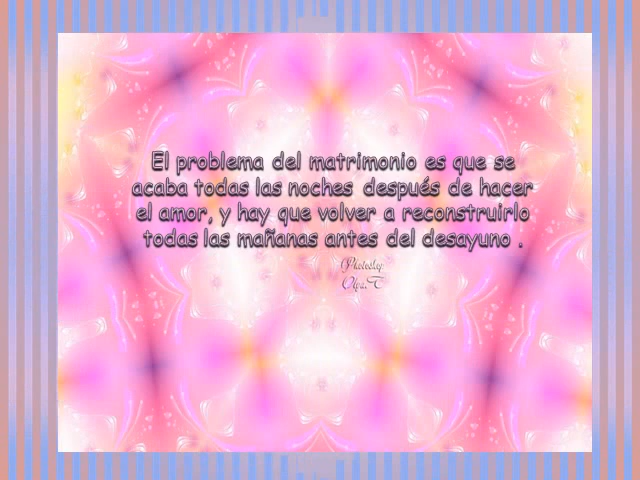 El problema del matrimonio es que se
acaba todas las noches después de hacer
el amor, y hay que volver a reconstruirlo
todas las mañanas antes del desayuno .
Olga.T